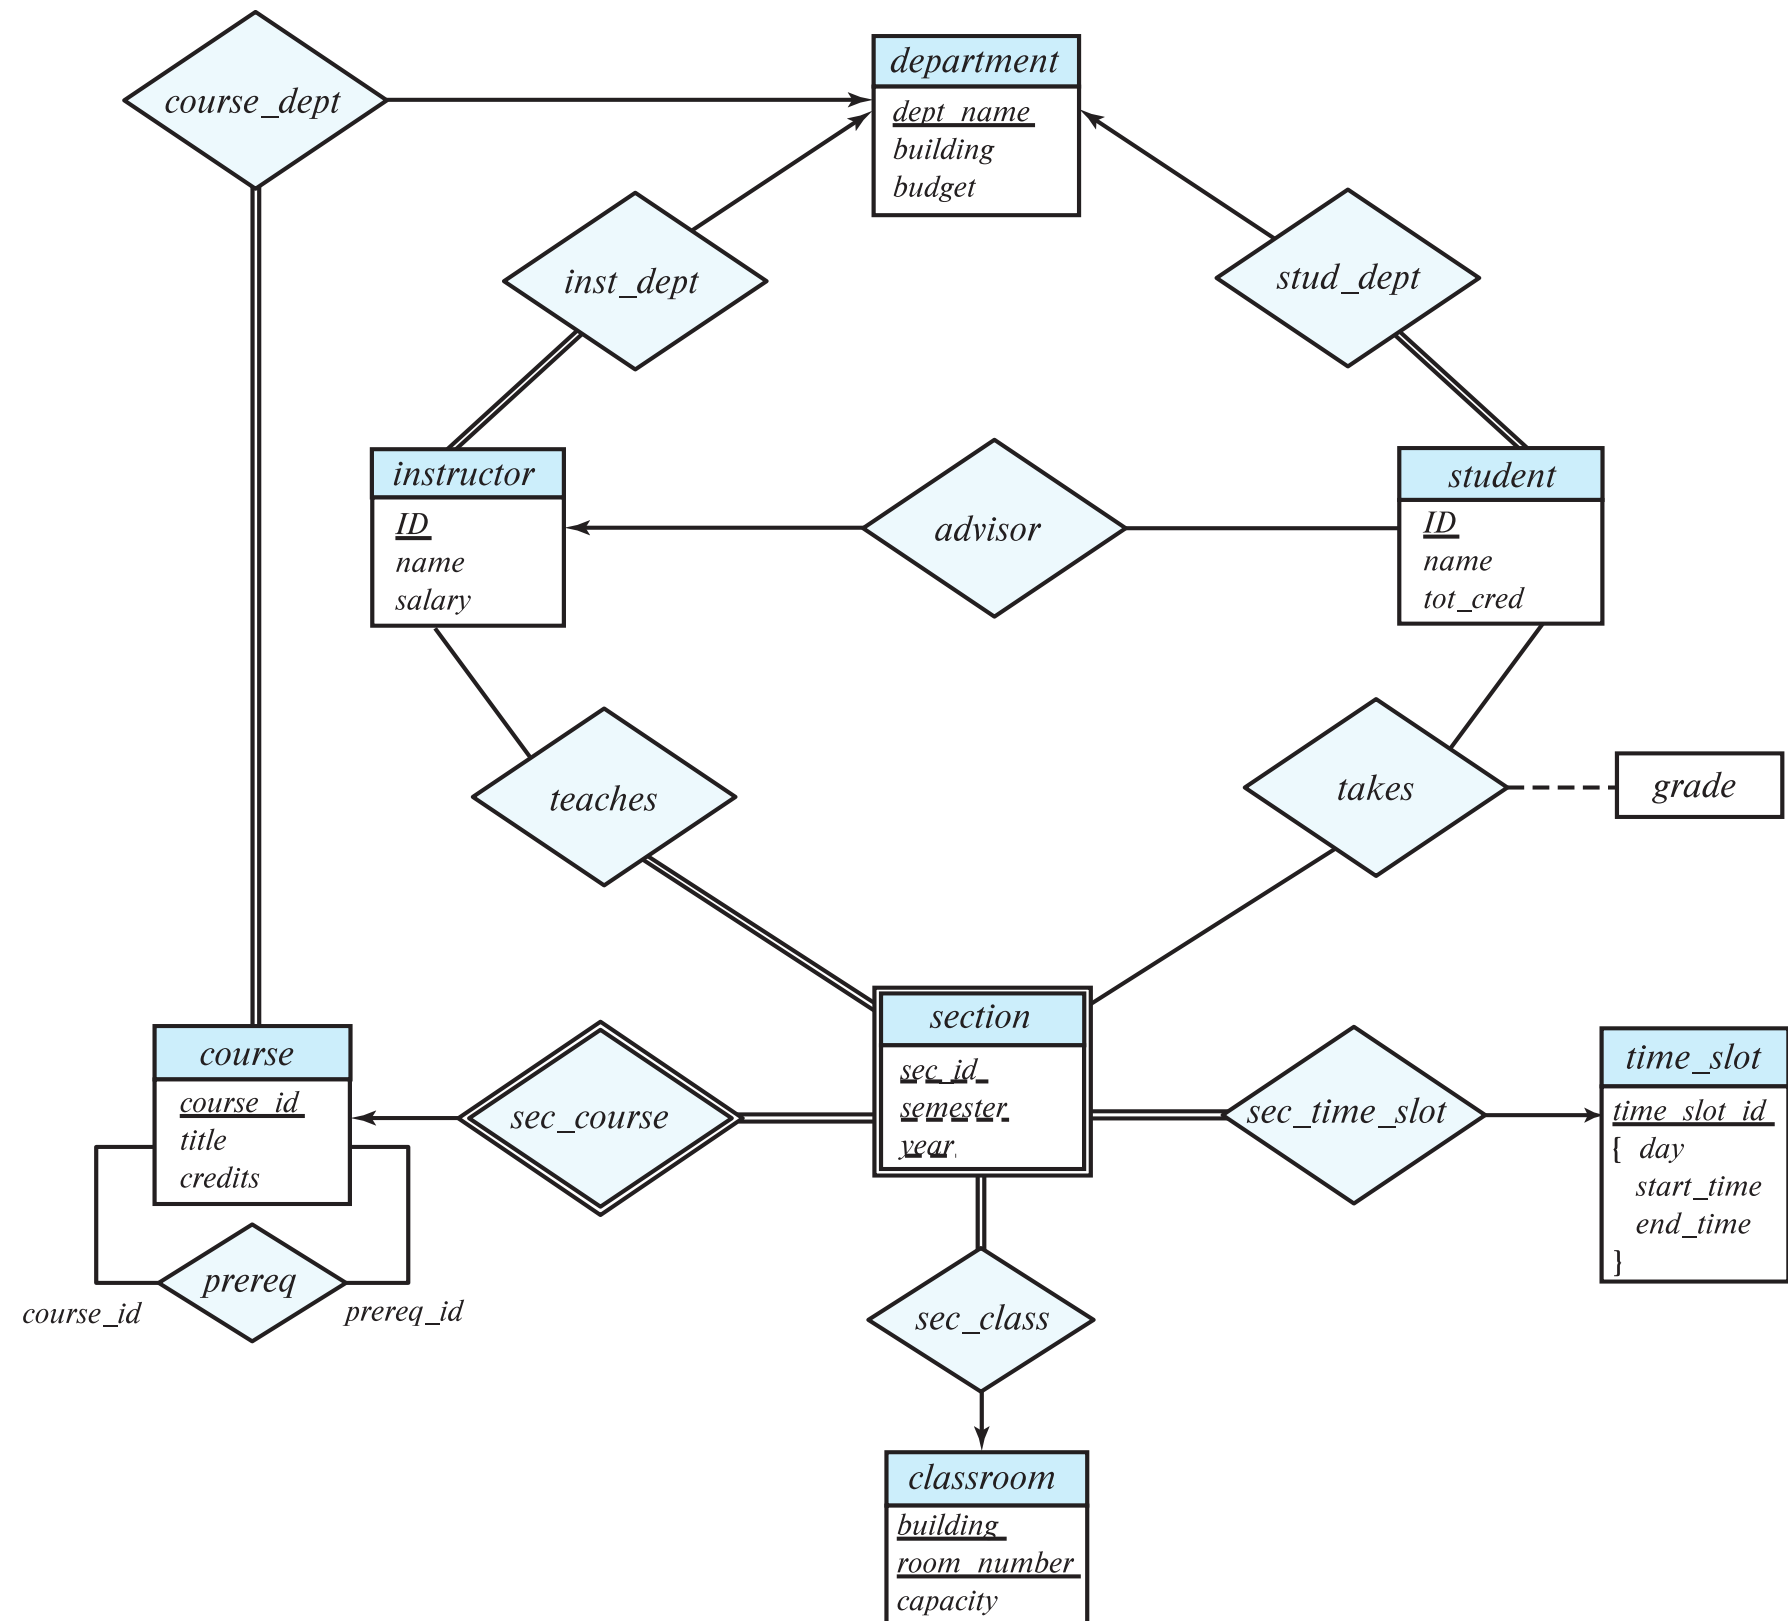 course_dept
department
dept_name
building
budget
inst_dept
stud_dept
instructor
ID
name
salary
advisor
student
ID
name
tot_cred
teaches
takes
grade
course
course_id
title
credits
sec_course
section
sec_id
semester
year
sec_time_slot
time_slot
time_slot_id
{ day
start_time
end_time
}
prereq
course_id
prereq_id
sec_class
classroom
building
room_number
capacity